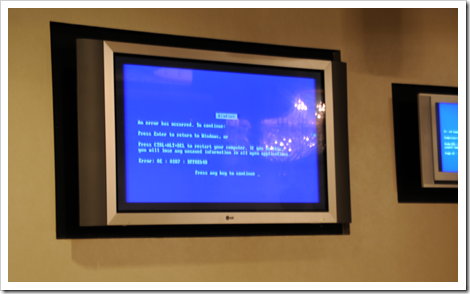 Windows
An error has occurred. To continue:
Press Enter to return to Windows, or
Press CTRL+ALT+DEL to restart your computer. If you
you will lose any unsaved information in all open applications.
Error: 0E :
Press any key to continue _
LG